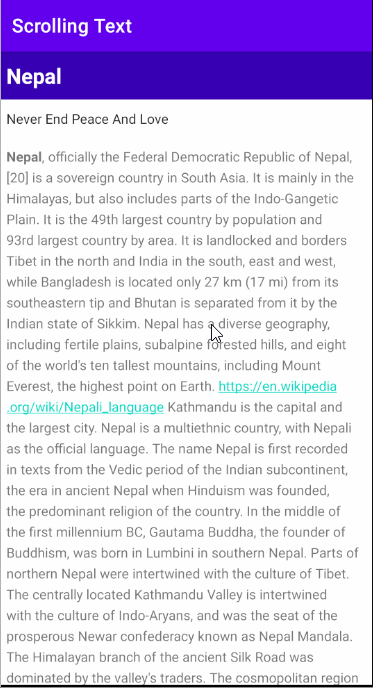 Scrolling Text
Nepal
Never End Peace And Love
Nepal, officially the Federal Democratic Republic of Nepal,
[20] is a sovereign country in South Asia. It is mainly in the
Himalayas, but also includes parts of the Indo-Gangetic
Plain. It is the 49th largest country by population and
93rd largest country by area. It is landlocked and borders
Tibet in the north and India in the south, east and west,
while Bangladesh is located only 27 km (17 mi) from its
southeastern tip and Bhutan is separated from it by the
Indian state of Sikkim. Nepal has a diverse geography,
including fertile plains, subalpine forested hills, and eight
of the world's ten tallest mountains, including Mount
Everest, the highest point on Earth. https://en.wikipedia
.org/wiki/Nepali_language Kathmandu is the capital and
the largest city. Nepal is a multiethnic country, with Nepali
as the official language. The name Nepal is first recorded
in texts from the Vedic period of the Indian subcontinent,
the era in ancient Nepal when Hinduism was founded,
the predominant religion of the country. In the middle of
the first millennium BC, Gautama Buddha, the founder of
Buddhism, was born in Lumbini in southern Nepal. Parts of
northern Nepal were intertwined with the culture of Tibet.
The centrally located Kathmandu Valley is intertwined
with the culture of Indo-Aryans, and was the seat of the
prosperous Newar confederacy known as Nepal Mandala.
The Himalayan branch of the ancient Silk Road was
dominated by the valley's traders. The cosmopolitan region